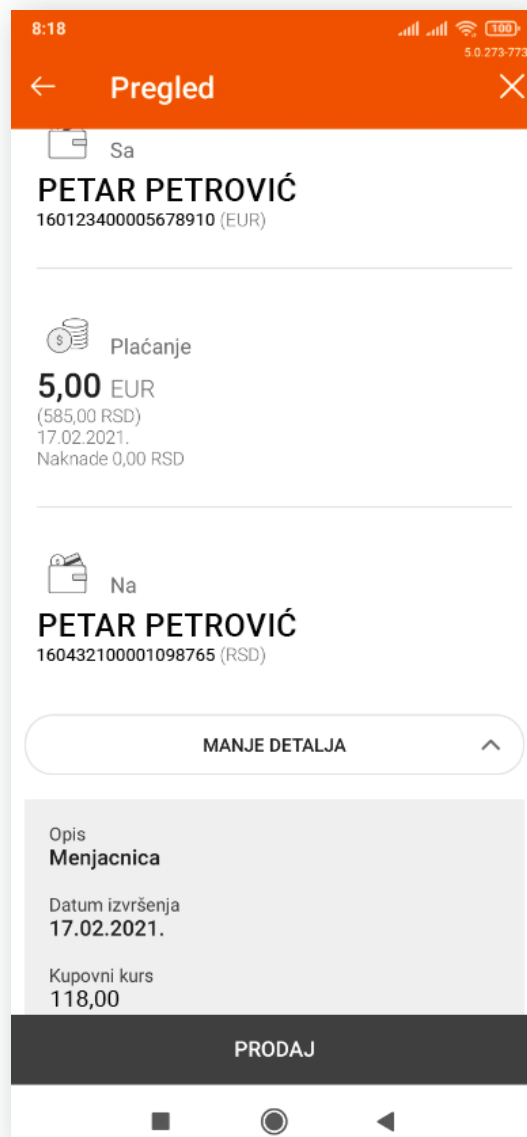 8:18
100
5.0.273-773
Pregled
Sa
PETAR PETROVIĆ
160123400005678910 (EUR)
$
Plaćanje
5,00 EUR
(585,00 RSD)
17.02.2021.
Naknade 0,00 RSD
Na
PETAR PETROVIĆ
160432100001098765 (RSD)
MANJE DETALJA
Opis
Menjacnica
Datum izvršenja
17.02.2021.
Kupovni kurs
118,00
PRODAJ